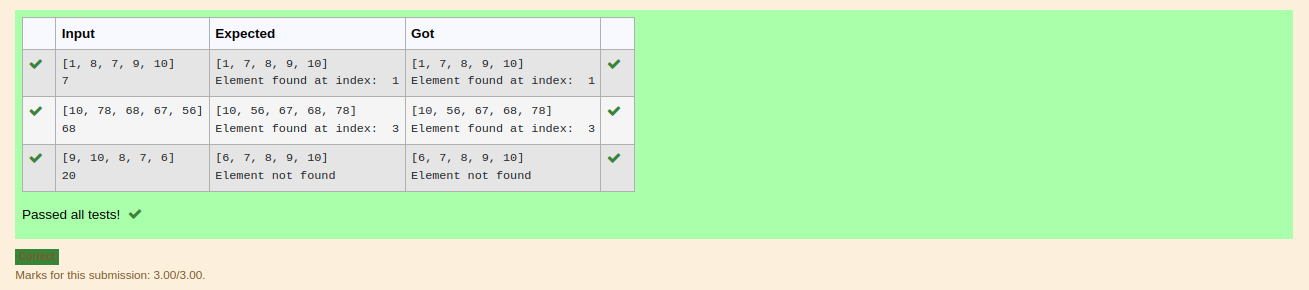 Input Expected Got
[1, 8, 7, 9, 10] [1, 7, 8, 9, 10] [1, 7, 8, 9, 10]
7 Element found at index:  1 Element found at index:  1
[10, 78, 68, 67, 56] [10, 56, 67, 68, 78] [10, 56, 67, 68, 78]
68 Element found at index:  3 Element found at index:  3
[9, 10, 8, 7, 6] [6, 7, 8, 9, 10] [6, 7, 8, 9, 10]
20 Element not found Element not found
Passed all tests!
Correct
Marks for this submission: 3.00/3.00.